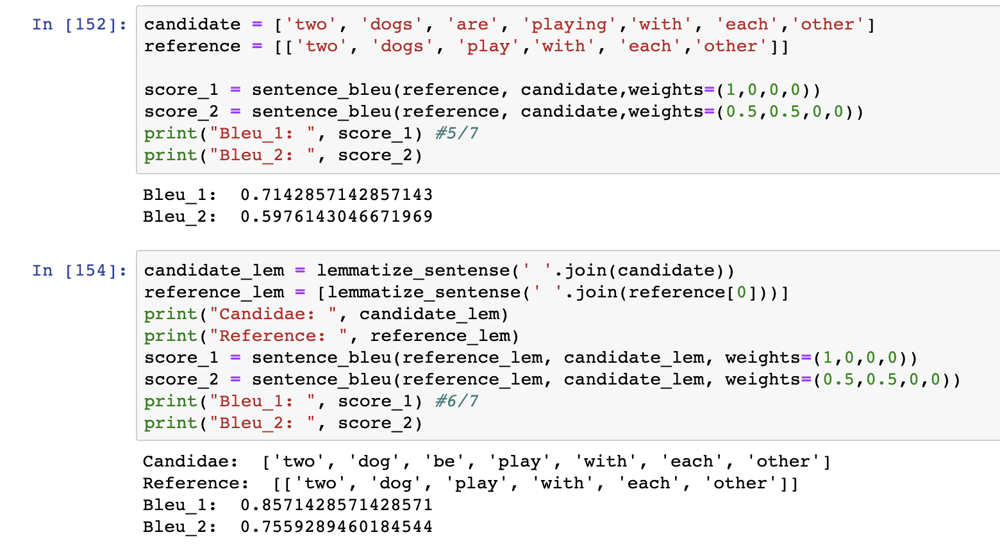 In [152]:
candidate = ['two', 'dogs', 'are', 'playing','with', 'each','other']
reference = [['two', 'dogs', 'play','with', 'each','other']]
score_1 = sentence_bleu(reference, candidate,weights=(1,0,0,0))
score_2 = sentence_bleu(reference, candidate,weights=(0.5,0.5,0,0))
print("Bleu_1: ", score_1) #5/7
print("Bleu_2: ", score_2)
Bleu_1:  0.7142857142857143
Bleu_2:  0.5976143046671969
In [154]:
candidate_lem = lemmatize_sentense(' '.join(candidate))
reference_lem = [lemmatize_sentense(' '.join(reference[0]))]
print("Candidae: ", candidate_lem)
print("Reference: ", reference_lem)
score_1 = sentence_bleu(reference_lem, candidate_lem, weights=(1,0,0,0))
score_2 = sentence_bleu(reference_lem, candidate_lem, weights=(0.5,0.5,0,0))
print("Bleu_1: ", score_1) #6/7
print("Bleu_2: ", score_2)
Candidae:  ['two', 'dog', 'be', 'play', 'with', 'each', 'other']
Reference:  [['two', 'dog', 'play', 'with', 'each', 'other']]
Bleu_1:  0.8571428571428571
Bleu_2:  0.7559289460184544